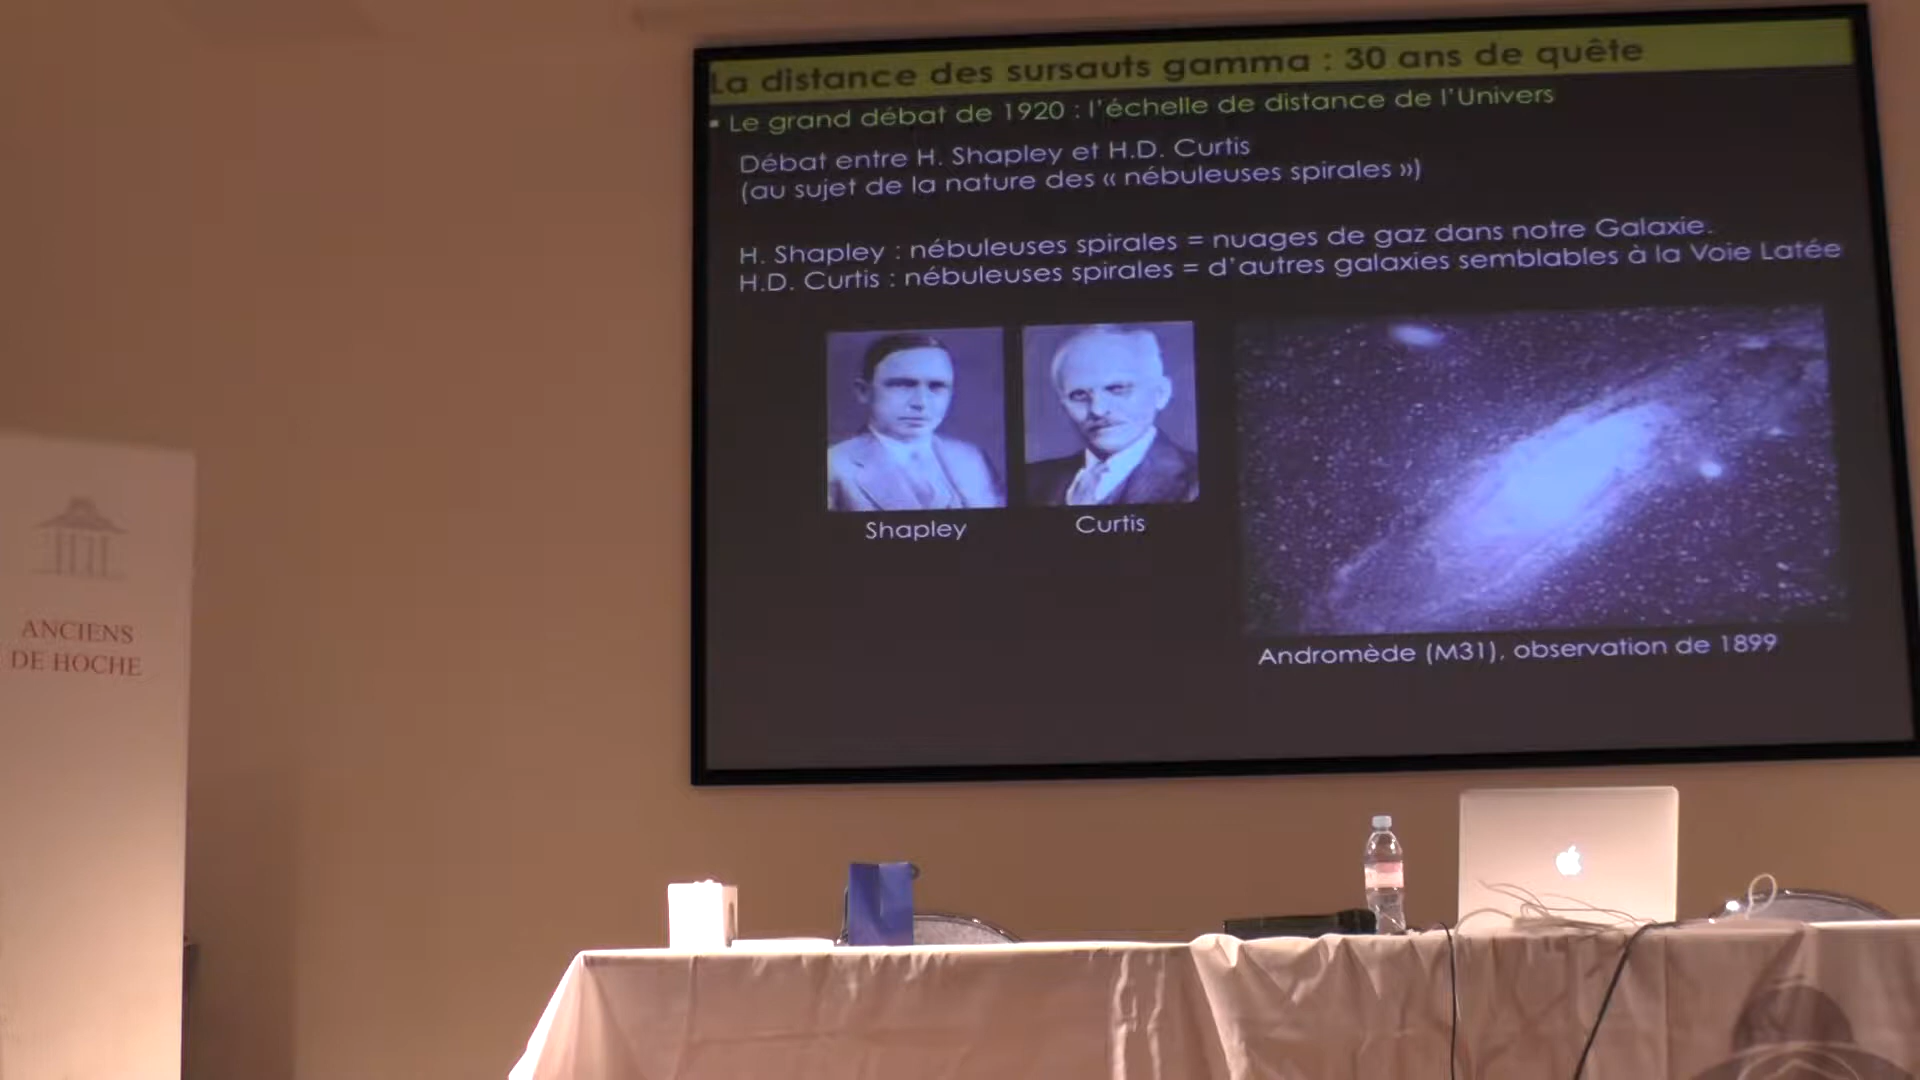 La distance des sursauts gamma : 30 ans de quête
▪ Le grand débat de 1920 : l'échelle de distance de l'Univers
Débat entre H. Shapley et H.D. Curtis
(au sujet de la nature des « nébuleuses spirales »)
H. Shapley : nébuleuses spirales = nuages de gaz dans notre Galaxie.
H.D. Curtis : nébuleuses spirales = d'autres galaxies semblables à la Voie Latée
Shapley
Curtis
Andromède (M31), observation de 1899
ANCIENS
DE HOCHE